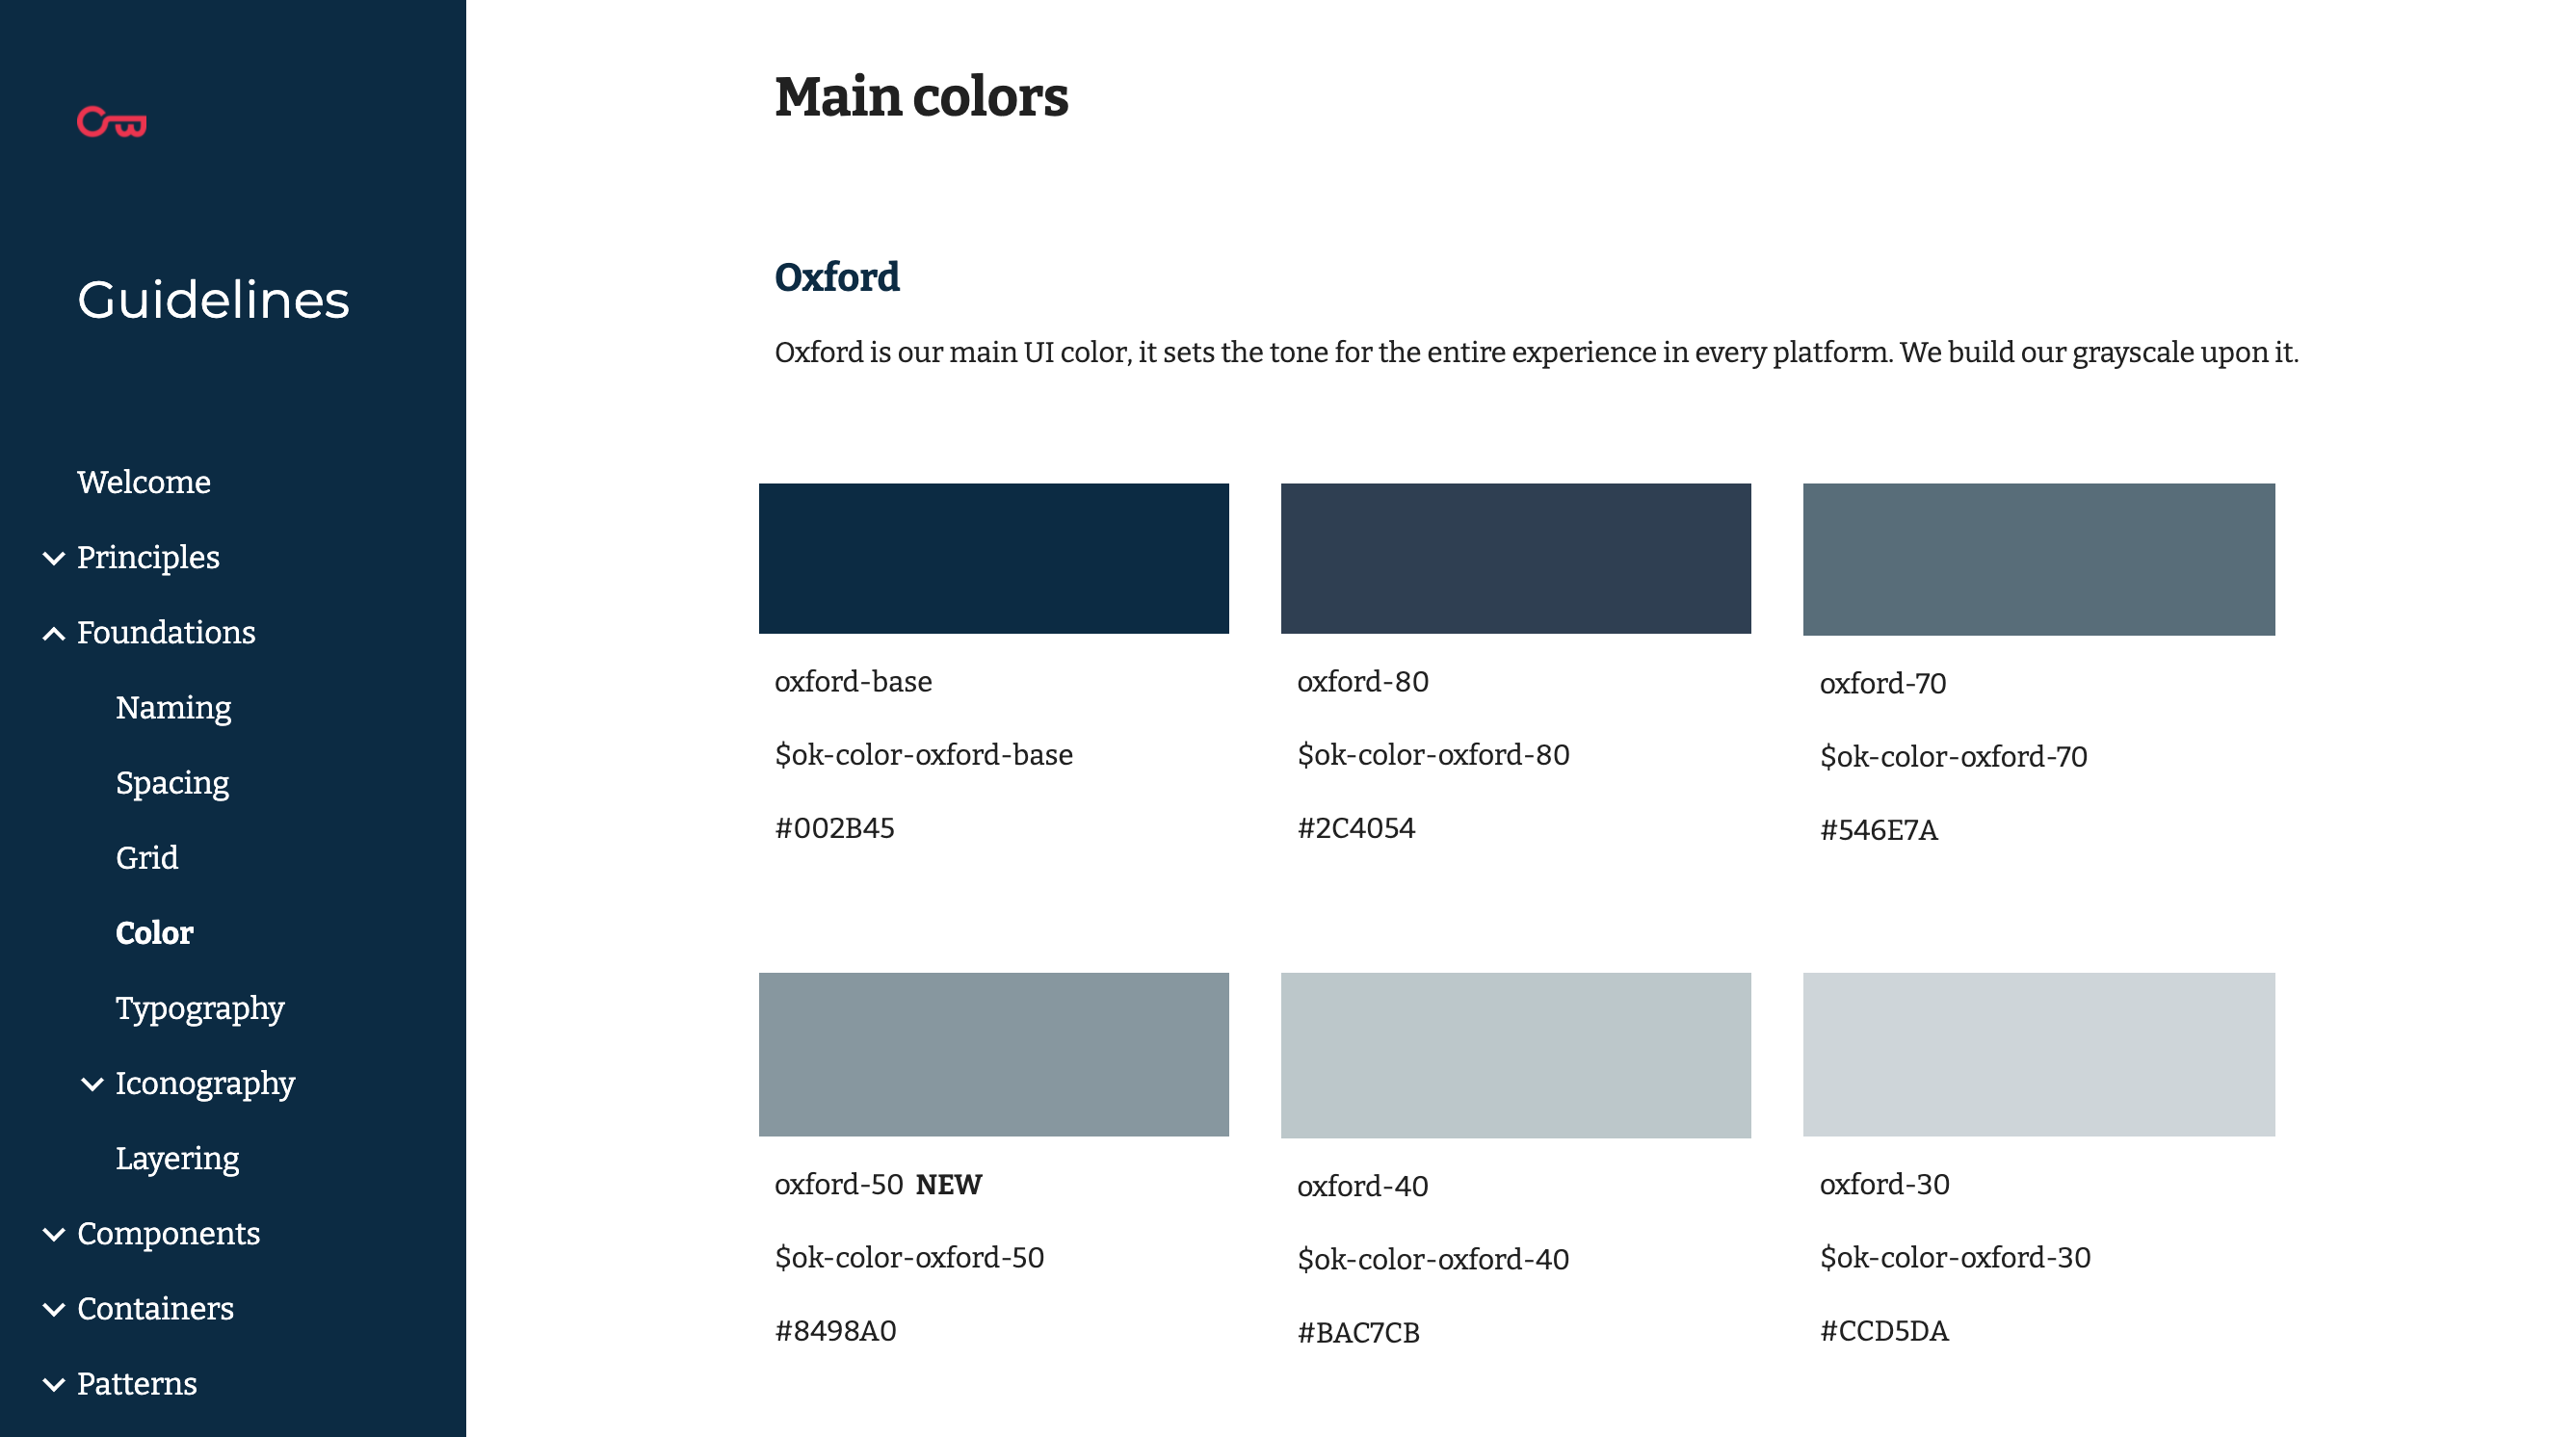 Guidelines
Welcome
Principles
Foundations
Naming
Spacing
Grid
Color
Typography
Iconography
Layering
Components
Containers
Patterns
Main colors
Oxford
Oxford is our main UI color, it sets the tone for the entire experience in every platform. We build our grayscale upon it.
oxford-base
$ok-color-oxford-base
#002B45
oxford-80
$ok-color-oxford-80
#2C4054
oxford-70
$ok-color-oxford-70
#546E7A
oxford-50 NEW
$ok-color-oxford-50
#8498A0
oxford-40
$ok-color-oxford-40
#BAC7CB
oxford-30
$ok-color-oxford-30
#CCD5DA